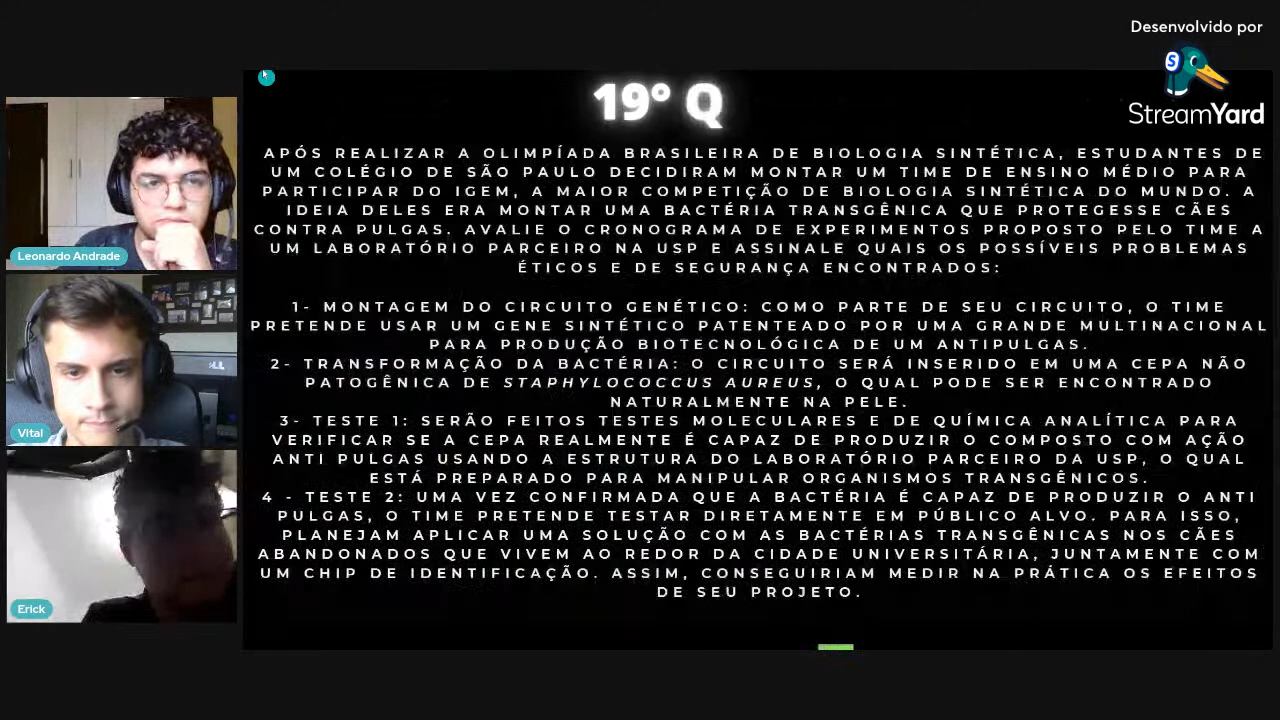 Desenvolvido por
StreamYard
19° Q
APÓS REALIZAR A OLIMPÍADA BRASILEIRA DE BIOLOGIA SINTÉTICA, ESTUDANTES DE
UM COLÉGIO DE SÃO PAULO DECIDIRAM MONTAR UM TIME DE ENSINO MÉDIO PARA
PARTICIPAR DO IGEM, A MAIOR COMPETIÇÃO DE BIOLOGIA SINTÉTICA DO MUNDO. A
IDEIA DELES ERA MONTAR UMA BACTÉRIA TRANSGÊNICA QUE PROTEGESSE CÃES
CONTRA PULGAS. AVALIE O CRONOGRAMA DE EXPERIMENTOS PROPOSTO PELO TIME A
UM LABORATÓRIO PARCEIRO NA USP E ASSINALE QUAIS OS POSSÍVEIS PROBLEMAS
ÉTICOS E DE SEGURANÇA ENCONTRADOS:
1- MONTAGEM DO CIRCUITO GENÉTICO: COMO PARTE DE SEU CIRCUITO, O TIME
PRETENDE USAR UM GENE SINTÉTICO PATENTEADO POR UMA GRANDE MULTINACIONAL
PARA PRODUÇÃO BIOTECNOLÓGICA DE UM ANTIPULGAS.
2- TRANSFORMAÇÃO DA BACTÉRIA: O CIRCUITO SERÁ INSERIDO EM UMA CEPA NÃO
PATOGÊNICA DE STAPHYLOCOCCUS AUREUS, O QUAL PODE SER ENCONTRADO
NATURALMENTE NA PELE.
3- TESTE 1: SERÃO FEITOS TESTES MOLECULARES E DE QUÍMICA ANALÍTICA PARA
VERIFICAR SE A CEPA REALMENTE É CAPAZ DE PRODUZIR O COMPOSTO COM AÇÃO
ANTI PULGAS USANDO A ESTRUTURA DO LABORATÓRIO PARCEIRO DA USP, O QUAL
ESTÁ PREPARADO PARA MANIPULAR ORGANISMOS TRANSGÊNICOS.
4 - TESTE 2: UMA VEZ CONFIRMADA QUE A BACTÉRIA É CAPAZ DE PRODUZIR O ANTI
PULGAS, O TIME PRETENDE TESTAR DIRETAMENTE EM PÚBLICO ALVO. PARA ISSO,
PLANEJAM APLICAR UMA SOLUÇÃO COM AS BACTÉRIAS TRANSGÊNICAS NOS CÃES
ABANDONADOS QUE VIVEM AO REDOR DA CIDADE UNIVERSITÁRIA, JUNTAMENTE COM
UM CHIP DE IDENTIFICAÇÃO. ASSIM, CONSEGUIRIAM MEDIR NA PRÁTICA OS EFEITOS
DE SEU PROJETO.
Leonardo Andrade
Vital
Erick